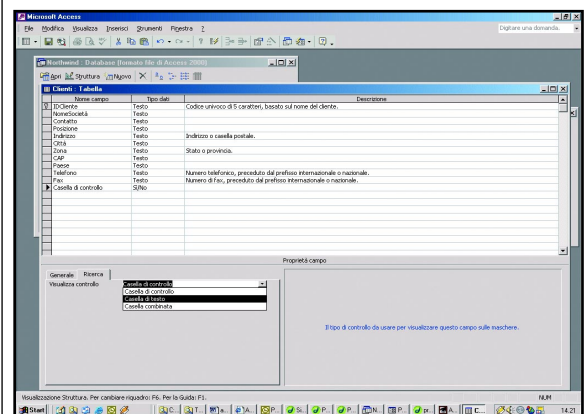 Microsoft Access
File Modifica Visualizza Inserisci Strumenti Finestra ?
Digitare una domanda.
Northwind : Database (formato file di Access 2000)
Apri Struttura Nuovo
Clienti : Tabella
Nome campo Tipo dati Descrizione
IDCliente Testo Codice univoco di 5 caratteri, basato sul nome del cliente.
NomeSocietà Testo
Contatto Testo
Posizione Testo
Indirizzo Testo Indirizzo o casella postale.
Città Testo
Zona Testo Stato o provincia.
CAP Testo
Paese Testo
Telefono Testo Numero telefonico, preceduto dal prefisso internazionale o nazionale.
Fax Testo Numero di fax, preceduto dal prefisso internazionale o nazionale.
Casella di controllo Sì/No
Proprietà campo
Generale Ricerca
Visualizza controllo Casella di controllo
Casella di controllo
Casella di testo
Casella combinata
Il tipo di controllo da usare per visualizzare questo campo sulle maschere.
Visualizzazione Struttura. Per cambiare riquadro: F6. Per la Guida: F1. NUM
Start C... T... a... A... P... Si... P... P... N... P... pr... A... C... 14.21